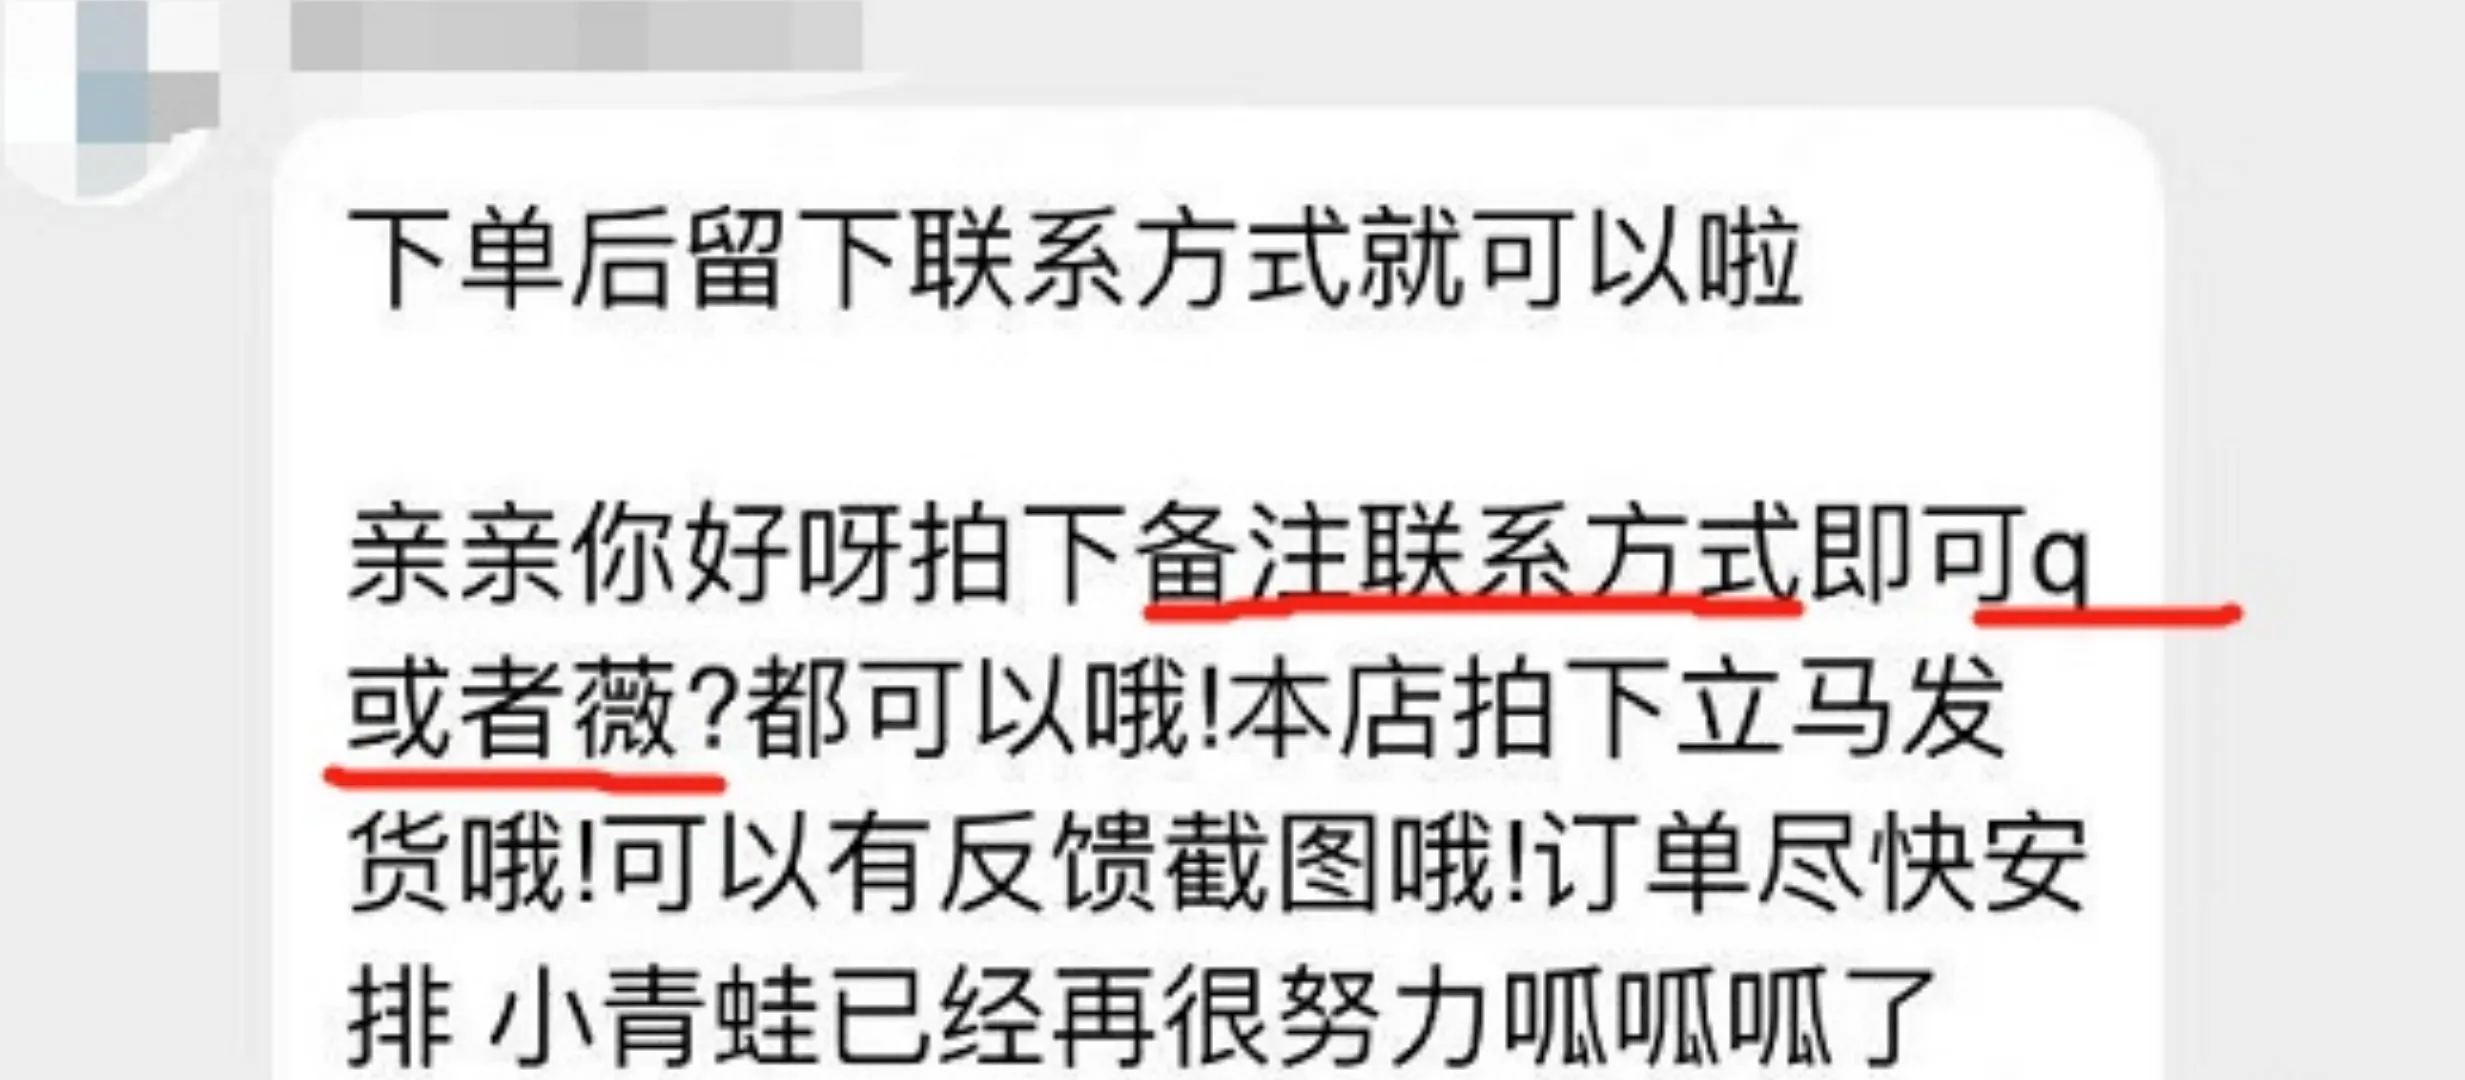 下单后留下联系方式就可以啦
亲亲你好呀拍下备注联系方式即可q
或者薇?都可以哦!本店拍下立马发
货哦!可以有反馈截图哦!订单尽快安
排 小青蛙已经再很努力呱呱呱了